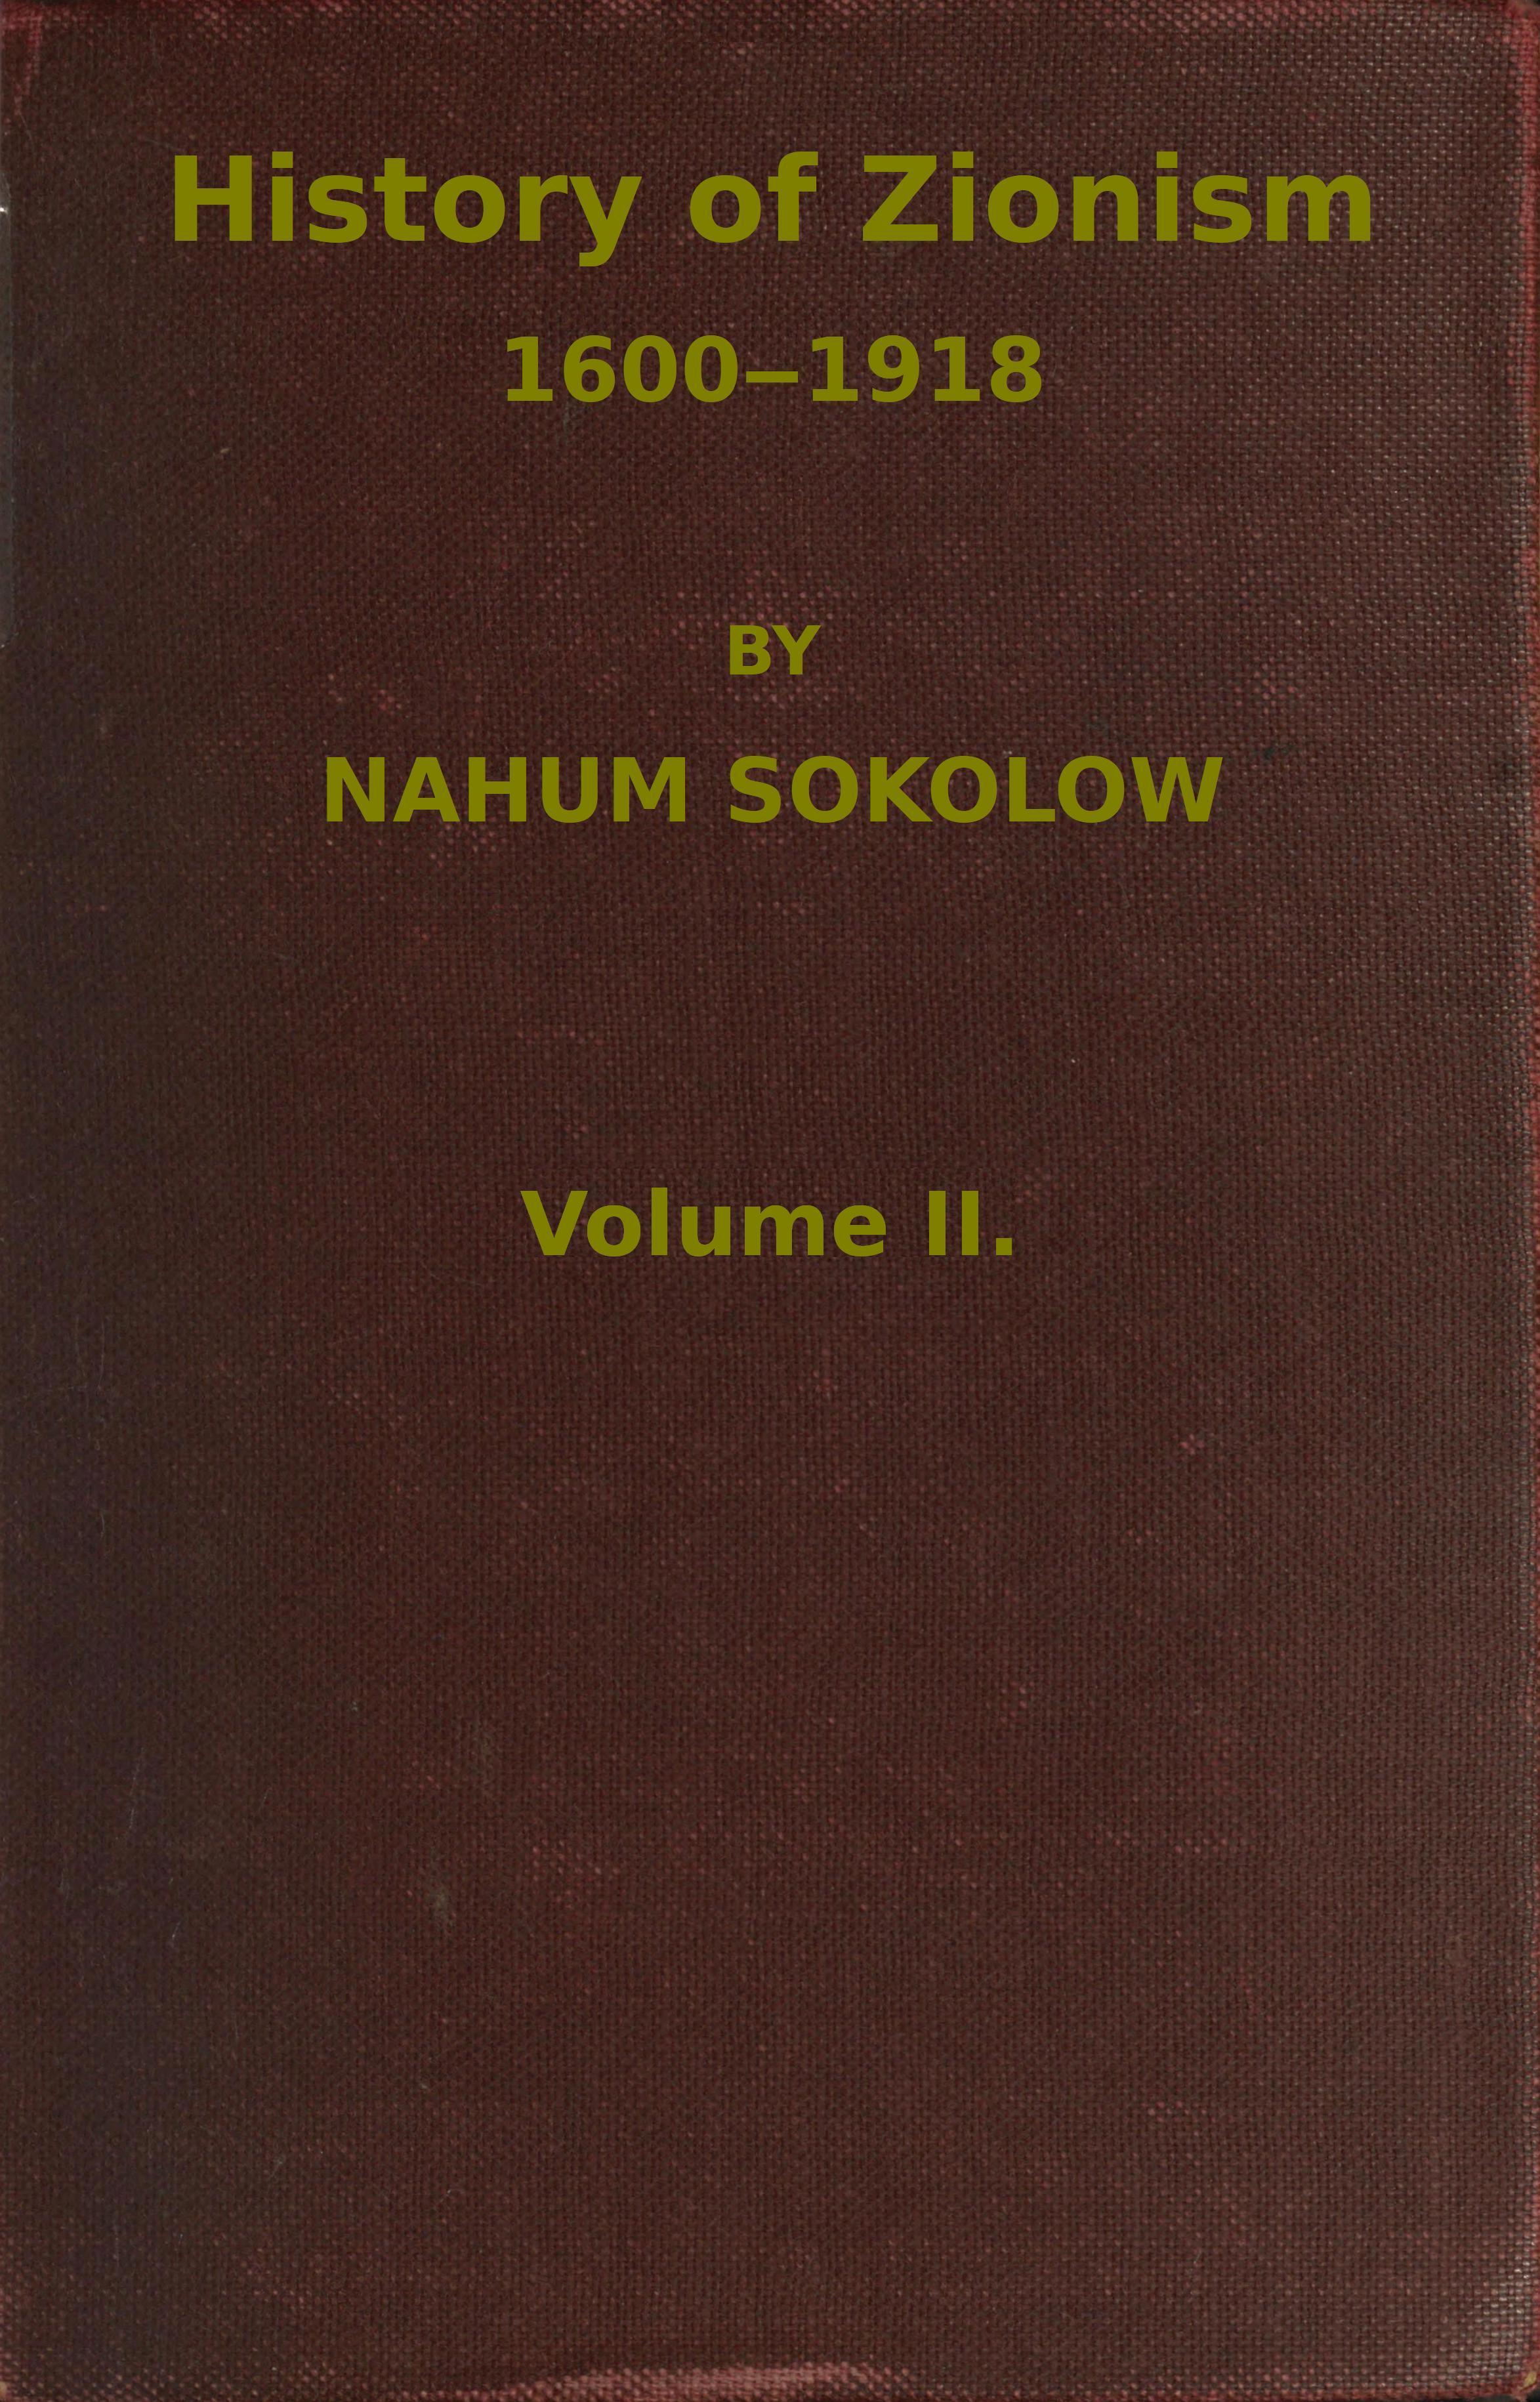 History of Zionism
1600–1918
BY
NAHUM SOKOLOW
Volume II.